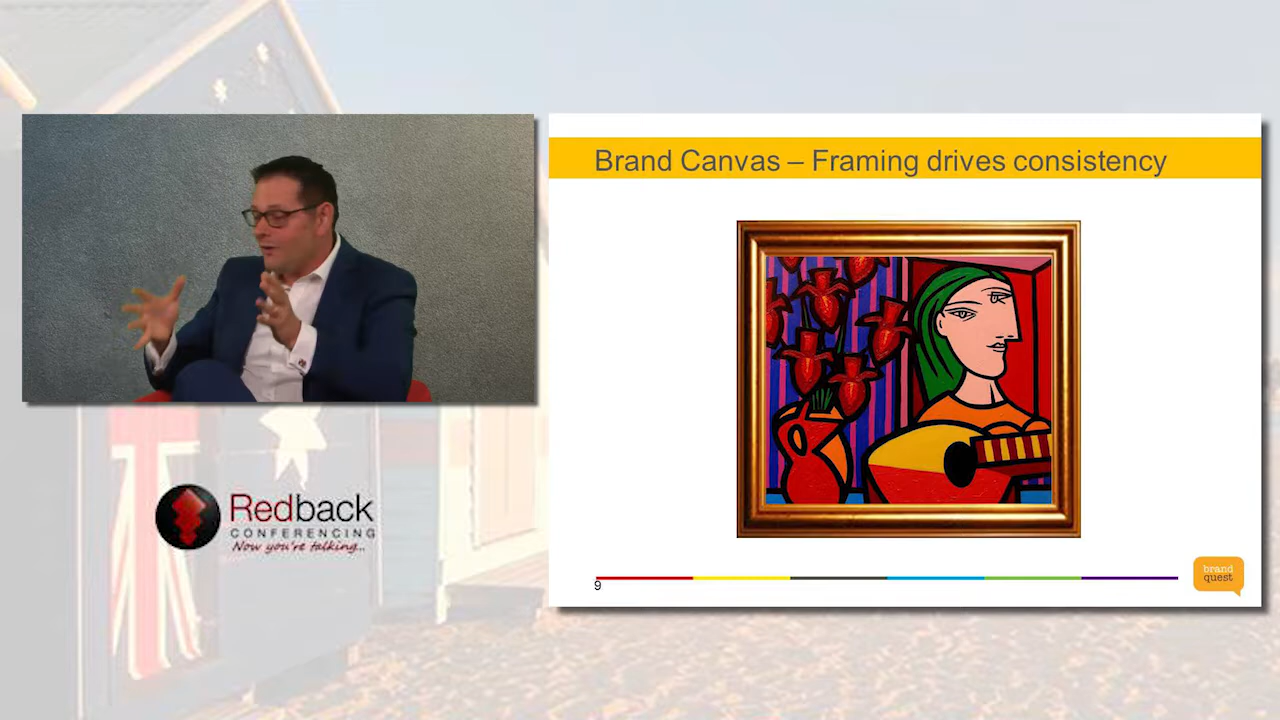 Brand Canvas – Framing drives consistency
Redback
CONFERENCING
Now you're talking...
9
brand
quest